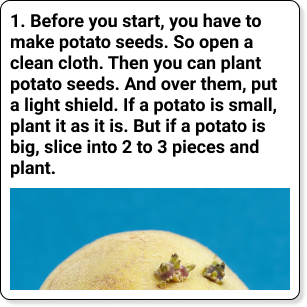 1. Before you start, you have to
make potato seeds. So open a
clean cloth. Then you can plant
potato seeds. And over them, put
a light shield. If a potato is small,
plant it as it is. But if a potato is
big, slice into 2 to 3 pieces and
plant.